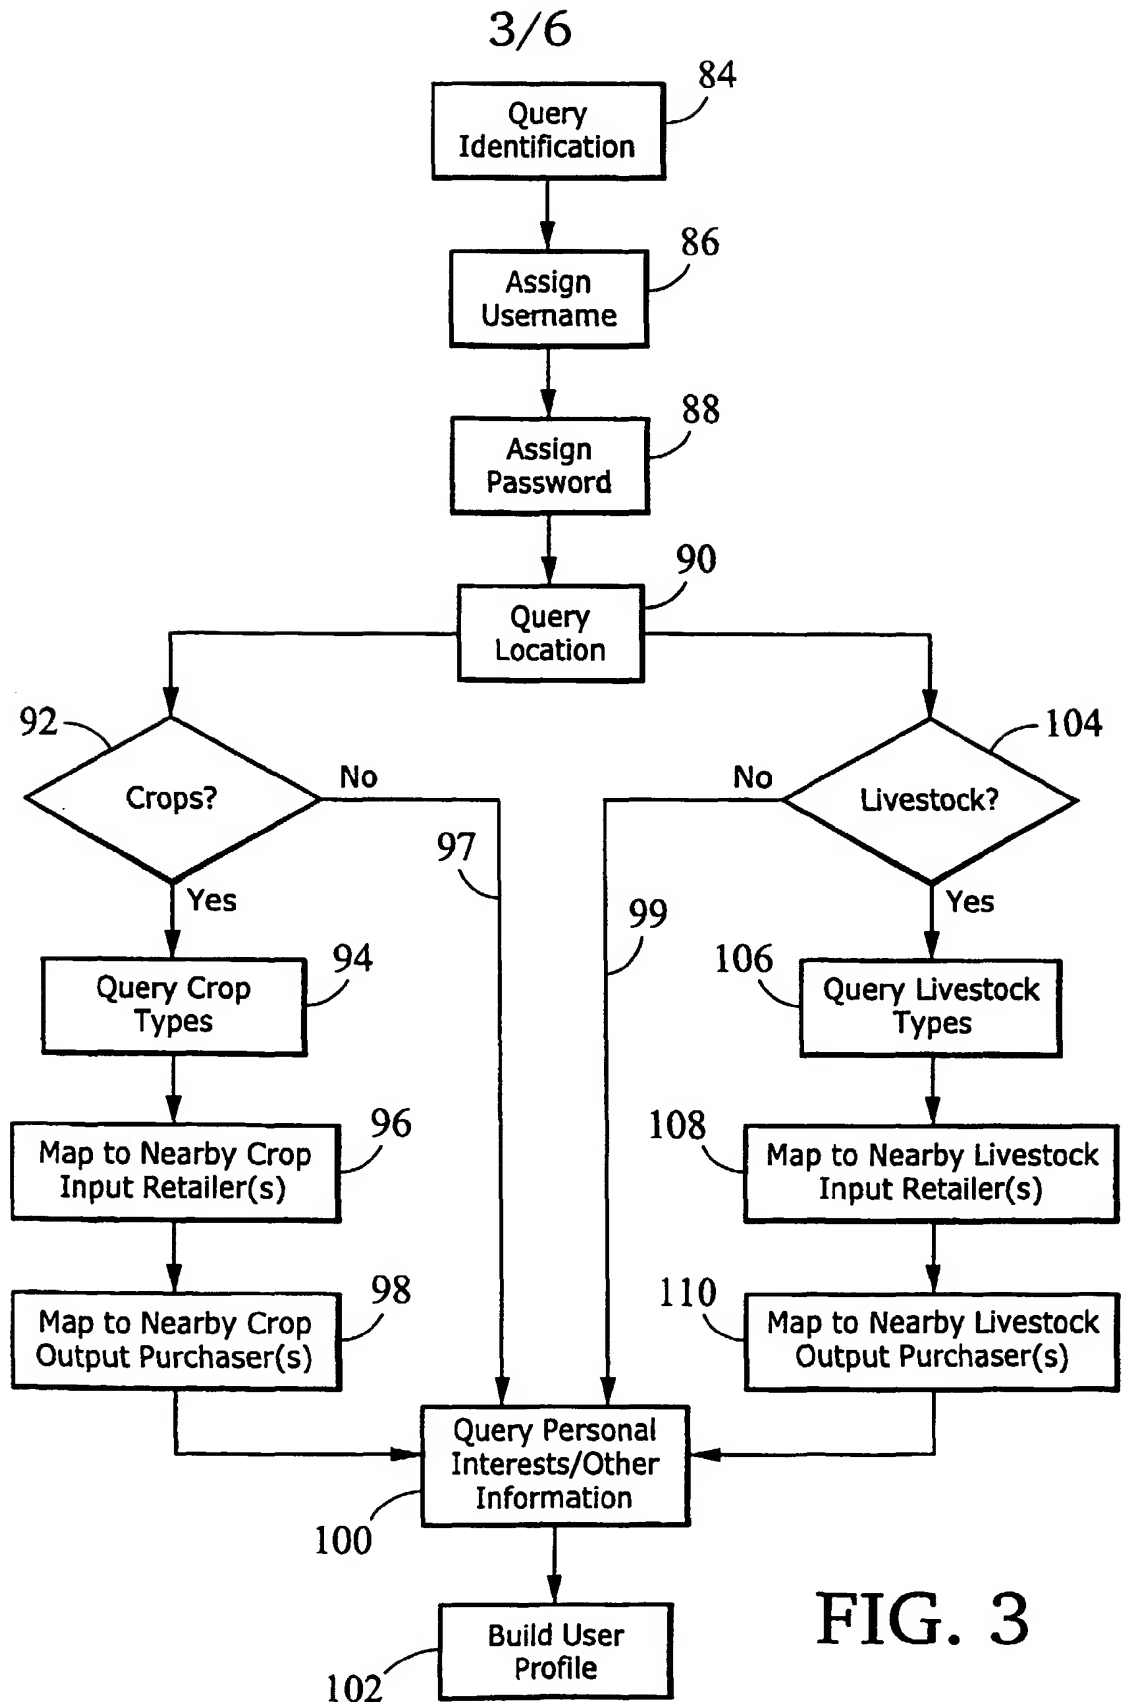 3/6
84
Query
Identification
86
Assign
Username
88
Assign
Password
90
Query
Location
92
Crops?
No
Yes
104
Livestock?
No
Yes
97
99
94
Query Crop
Types
106
Query Livestock
Types
96
Map to Nearby Crop
Input Retailer(s)
108
Map to Nearby Livestock
Input Retailer(s)
98
Map to Nearby Crop
Output Purchaser(s)
110
Map to Nearby Livestock
Output Purchaser(s)
Query Personal
Interests/Other
Information
100
Build User
Profile
102
FIG. 3